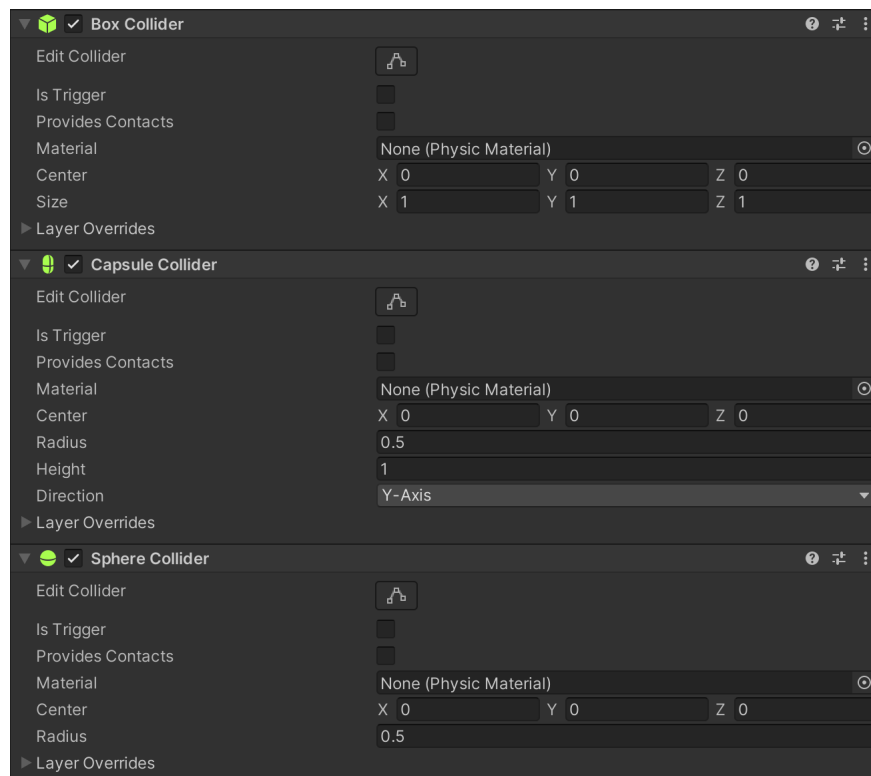 Box Collider
Edit Collider
Is Trigger
Provides Contacts
Material None (Physic Material)
Center X 0 Y 0 Z 0
Size X 1 Y 1 Z 1
Layer Overrides
Capsule Collider
Edit Collider
Is Trigger
Provides Contacts
Material None (Physic Material)
Center X 0 Y 0 Z 0
Radius 0.5
Height 1
Direction Y-Axis
Layer Overrides
Sphere Collider
Edit Collider
Is Trigger
Provides Contacts
Material None (Physic Material)
Center X 0 Y 0 Z 0
Radius 0.5
Layer Overrides